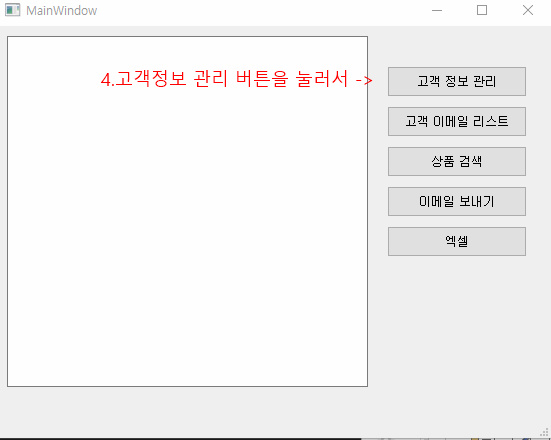 MainWindow
4.고객정보 관리 버튼을 눌러서 ->
고객 정보 관리
고객 이메일 리스트
상품 검색
이메일 보내기
엑셀